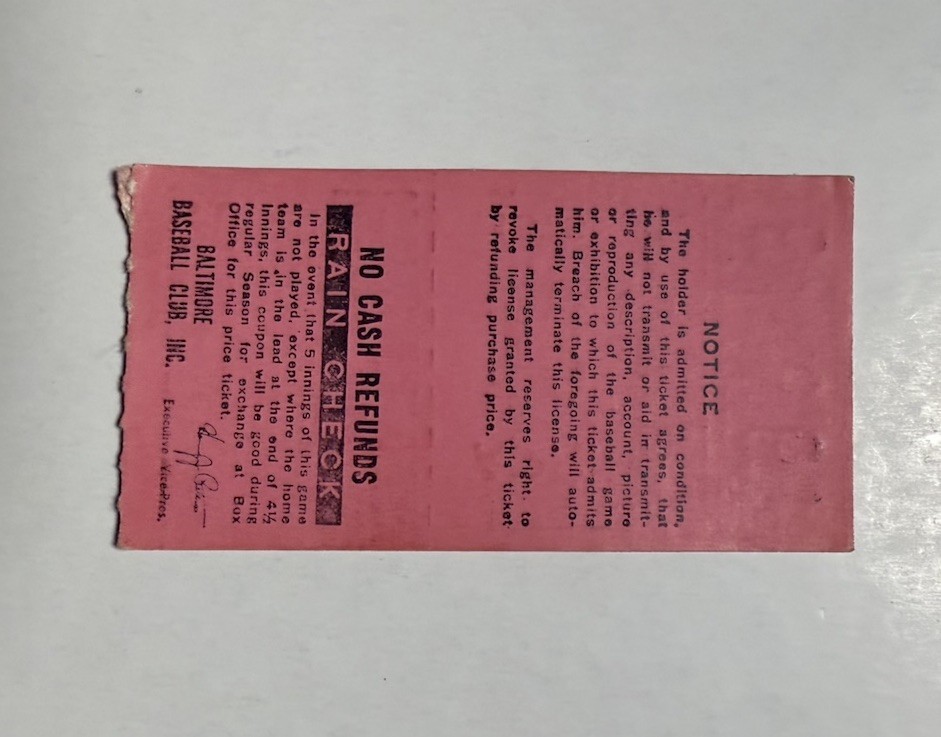 NOTICE
The holder is admitted on condition,
and by use of this ticket agrees, that
he will not transmit or aid in transmit-
ting any description, account, picture
or reproduction of the baseball game
or exhibition to which this ticket admits
him. Breach of the foregoing will auto-
matically terminate this license.
The management reserves right to
revoke license granted by this ticket
by refunding purchase price.
NO CASH REFUNDS
RAIN CHECK
In the event that 5 innings of this game
are not played, except where the home
team is in the lead at the end of 4½
innings, this coupon will be good during
regular Season for exchange at Box
Office for this price ticket.
BALTIMORE
BASEBALL CLUB, INC.
Executive Vice-Pres.